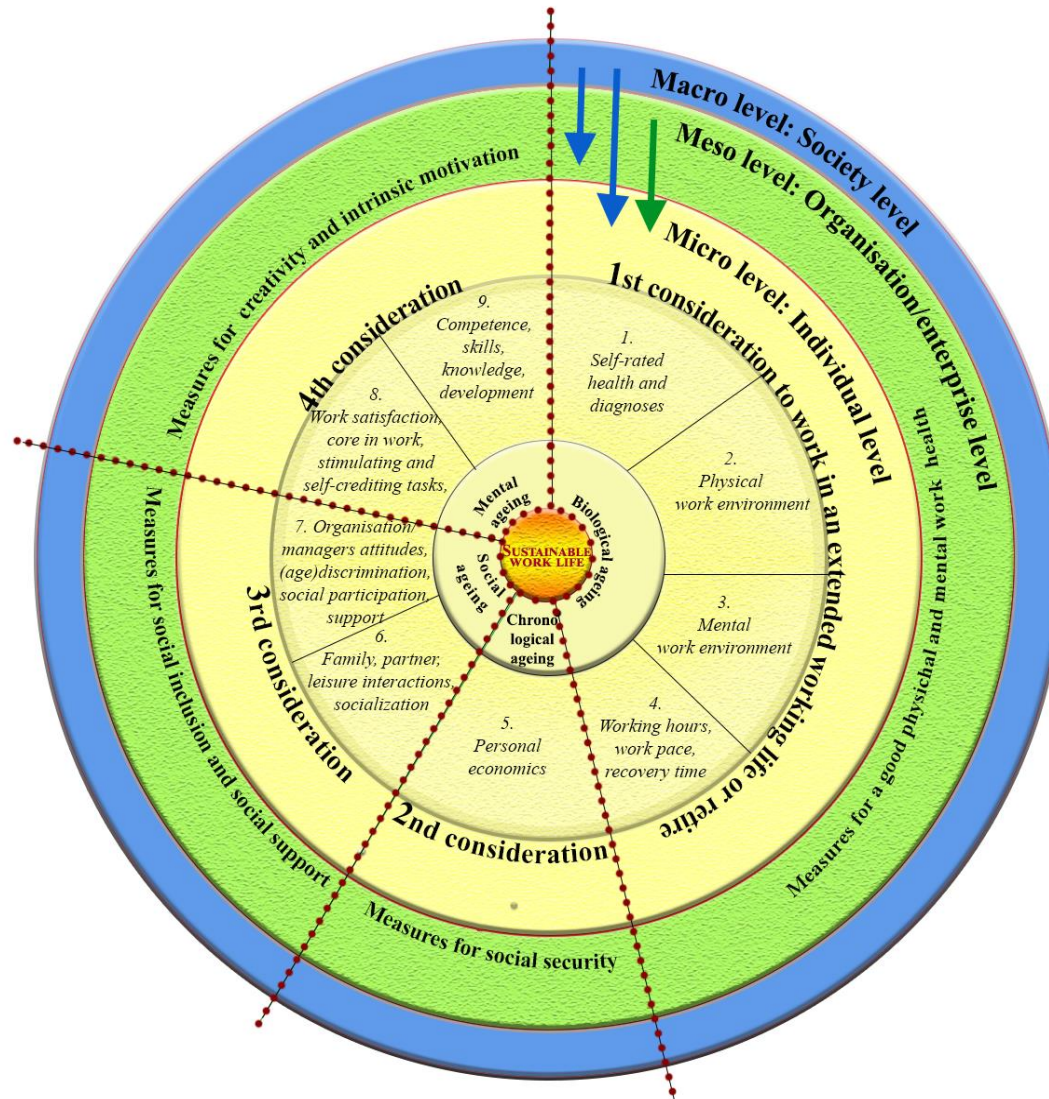 Macro level: Society level
Meso level: Organisation/enterprise level
Micro level: Individual level
1st consideration to work in an extended working life or retire
Measures for a good physichal and mental work health
2nd consideration
Measures for social security
3rd consideration
Measures for social inclusion and social support
4th consideration
Measures for creativity and intrinsic motivation
1.
Self-rated
health and
diagnoses
2.
Physical
work environment
3.
Mental
work environment
4.
Working hours,
work pace,
recovery time
5.
Personal
economics
6.
Family, partner,
leisure interactions,
socialization
7. Organisation/
managers attitudes,
(age)discrimination,
social participation,
support
8.
Work satisfaction,
core in work,
stimulating and
self-crediting tasks,
9.
Competence,
skills,
knowledge,
development
Biological ageing
Chrono
logical
ageing
Social
ageing
Mental
ageing
SUSTAINABLE
WORK LIFE